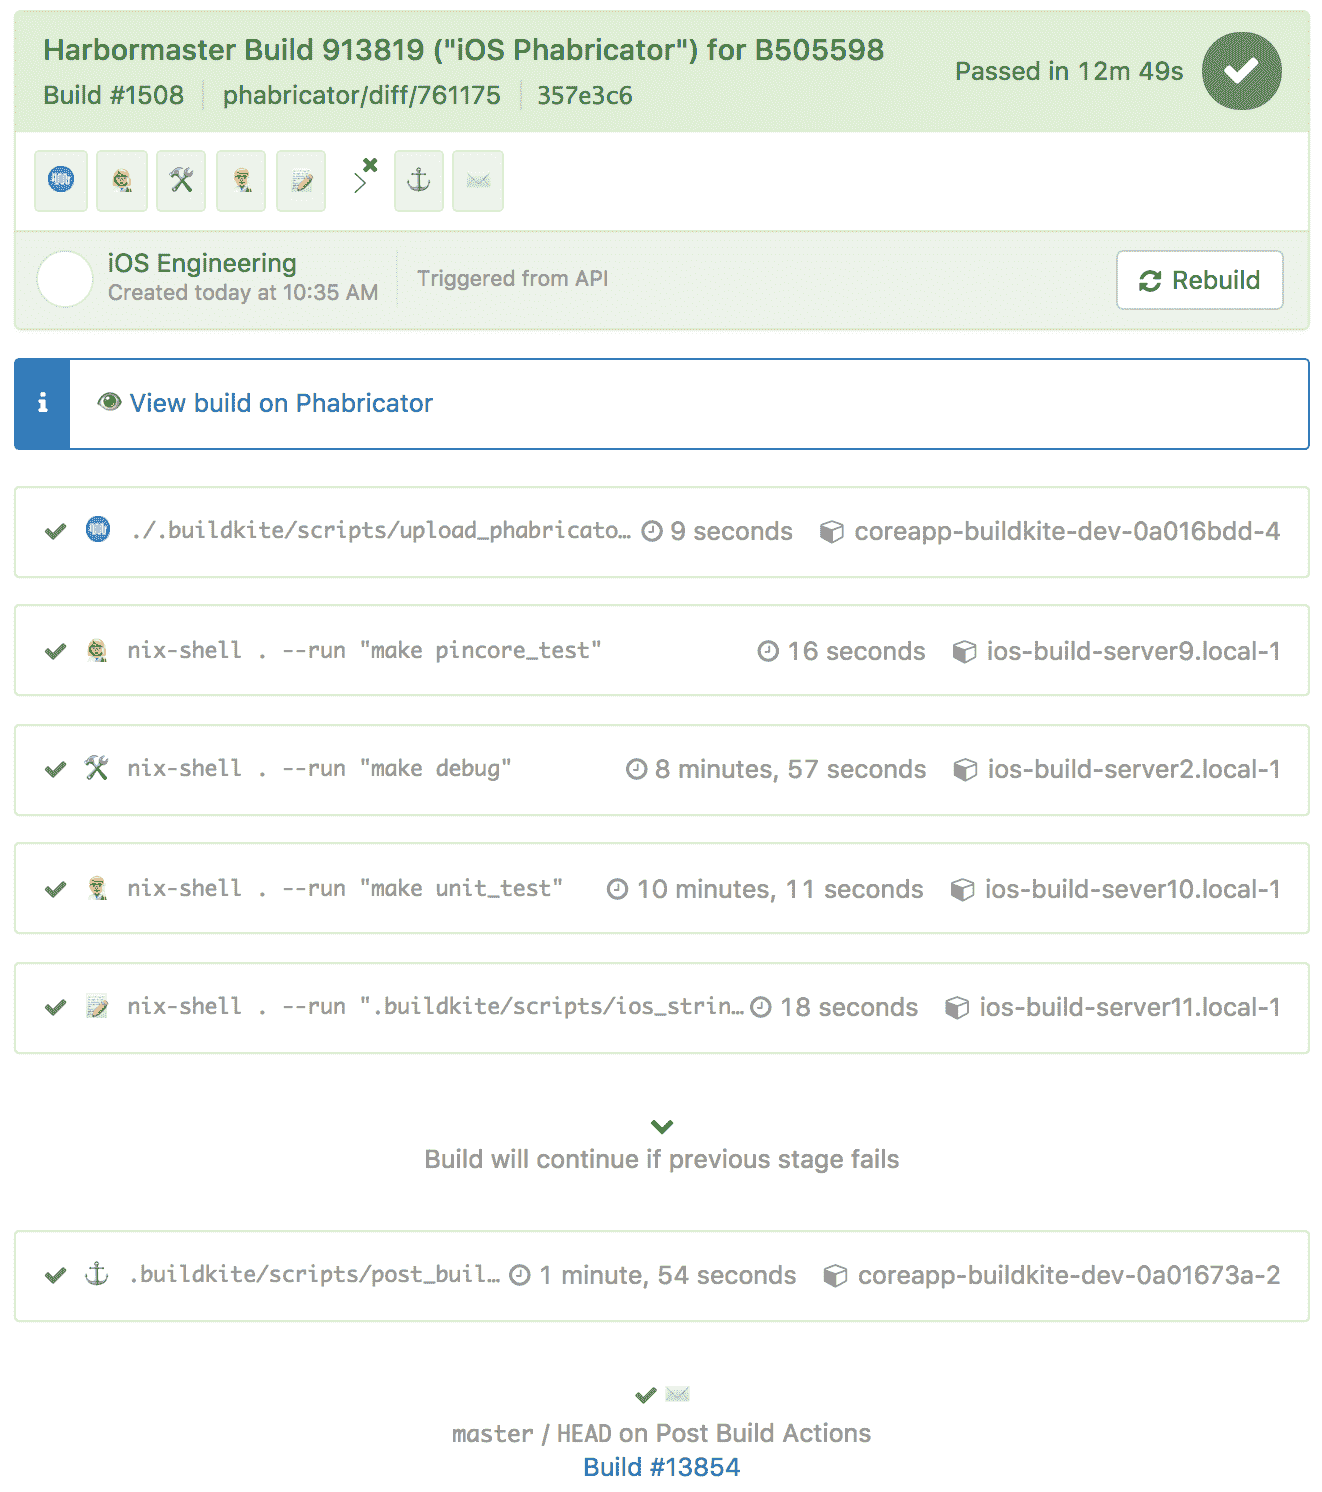 Harbormaster Build 913819 ("iOS Phabricator") for B505598
Passed in 12m 49s
Build #1508 phabricator/diff/761175 357e3c6
iOS Engineering
Created today at 10:35 AM
Triggered from API
Rebuild
View build on Phabricator
./.buildkite/scripts/upload_phabricato… 9 seconds coreapp-buildkite-dev-0a016bdd-4
nix-shell . --run "make pincore_test" 16 seconds ios-build-server9.local-1
nix-shell . --run "make debug" 8 minutes, 57 seconds ios-build-server2.local-1
nix-shell . --run "make unit_test" 10 minutes, 11 seconds ios-build-sever10.local-1
nix-shell . --run ".buildkite/scripts/ios_strin… 18 seconds ios-build-server11.local-1
Build will continue if previous stage fails
.buildkite/scripts/post_buil… 1 minute, 54 seconds coreapp-buildkite-dev-0a01673a-2
master / HEAD on Post Build Actions
Build #13854